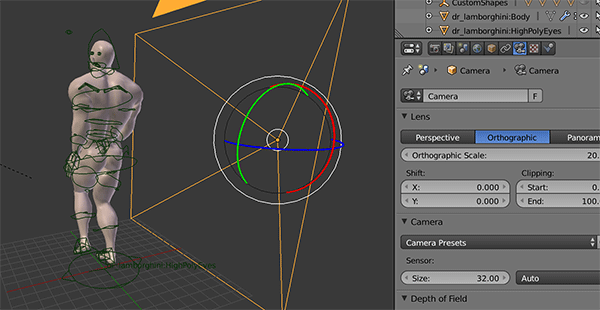 CustomShapes
dr_lamborghini:Body
dr_lamborghini:HighPolyEyes
Camera
Camera
Camera
F
Lens
Perspective
Orthographic
Panoram
Orthographic Scale:
20.
Shift:
Clipping:
X:
0.000
Start:
0.
Y:
0.000
End:
100.
Camera
Camera Presets
Sensor:
Size:
32.00
Auto
Depth of Field
dr_lamborghini:HighPolyEyes